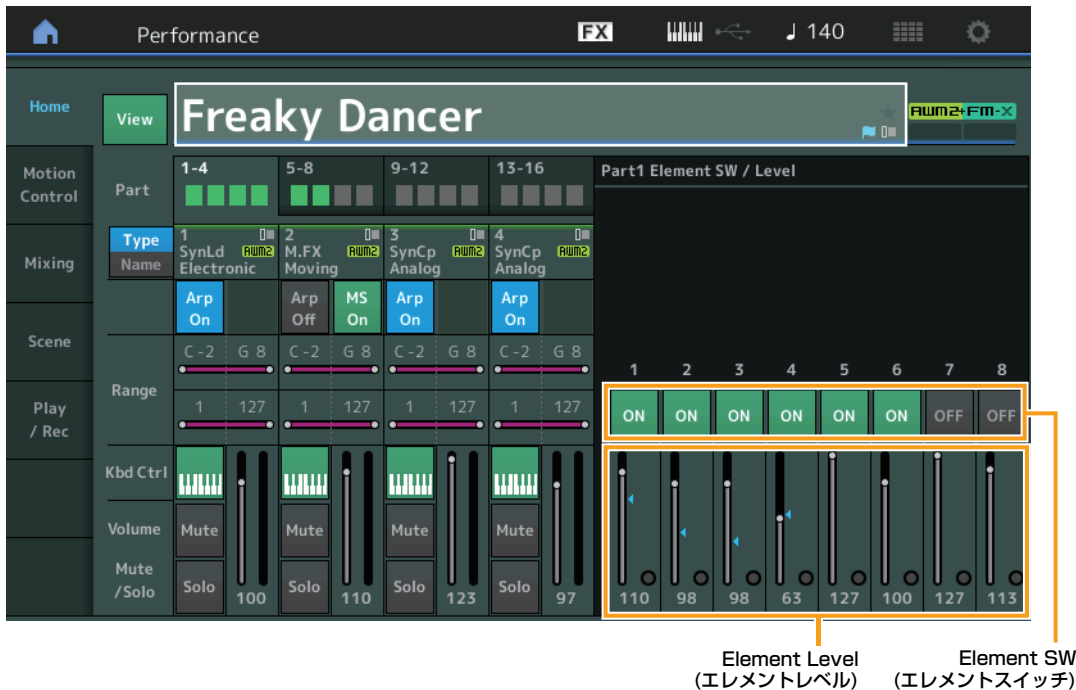 Performance
FX
140
Home
View
Freaky Dancer
AWM2+FM-X
Motion
Control
Mixing
Scene
Play
/ Rec
Part
1-4
5-8
9-12
13-16
Part1 Element SW / Level
Type
Name
1
SynLd AWM2
Electronic
2
M.FX AWM2
Moving
3
SynCp AWM2
Analog
4
SynCp AWM2
Analog
Arp
On
Arp
Off
MS
On
Arp
On
Arp
On
Range
C -2 G 8 C -2 G 8 C -2 G 8 C -2 G 8
1 127 1 127 1 127 1 127
1 2 3 4 5 6 7 8
ON ON ON ON ON ON OFF OFF
Kbd Ctrl
Volume
Mute Mute Mute Mute
Mute
/Solo
Solo 100 Solo 110 Solo 123 Solo 97
110 98 98 63 127 100 127 113
Element Level
(エレメントレベル)
Element SW
(エレメントスイッチ)